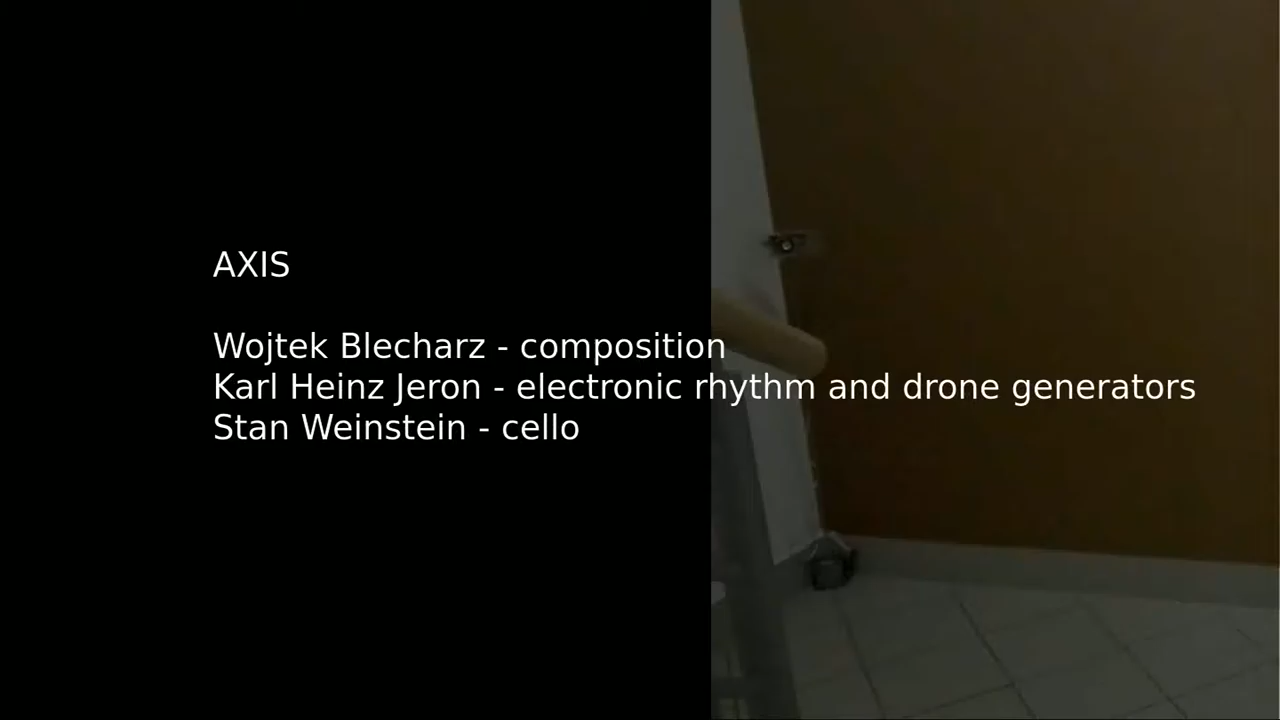 AXIS
Wojtek Blecharz - composition
Karl Heinz Jeron - electronic rhythm and drone generators
Stan Weinstein - cello